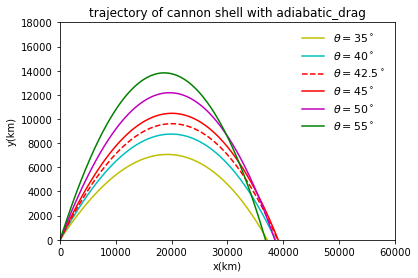 trajectory of cannon shell with adiabatic_drag
18000
16000
14000
12000
10000
8000
6000
4000
2000
0
y(km)
θ = 35°
θ = 40°
θ = 42.5°
θ = 45°
θ = 50°
θ = 55°
0 10000 20000 30000 40000 50000 60000
x(km)